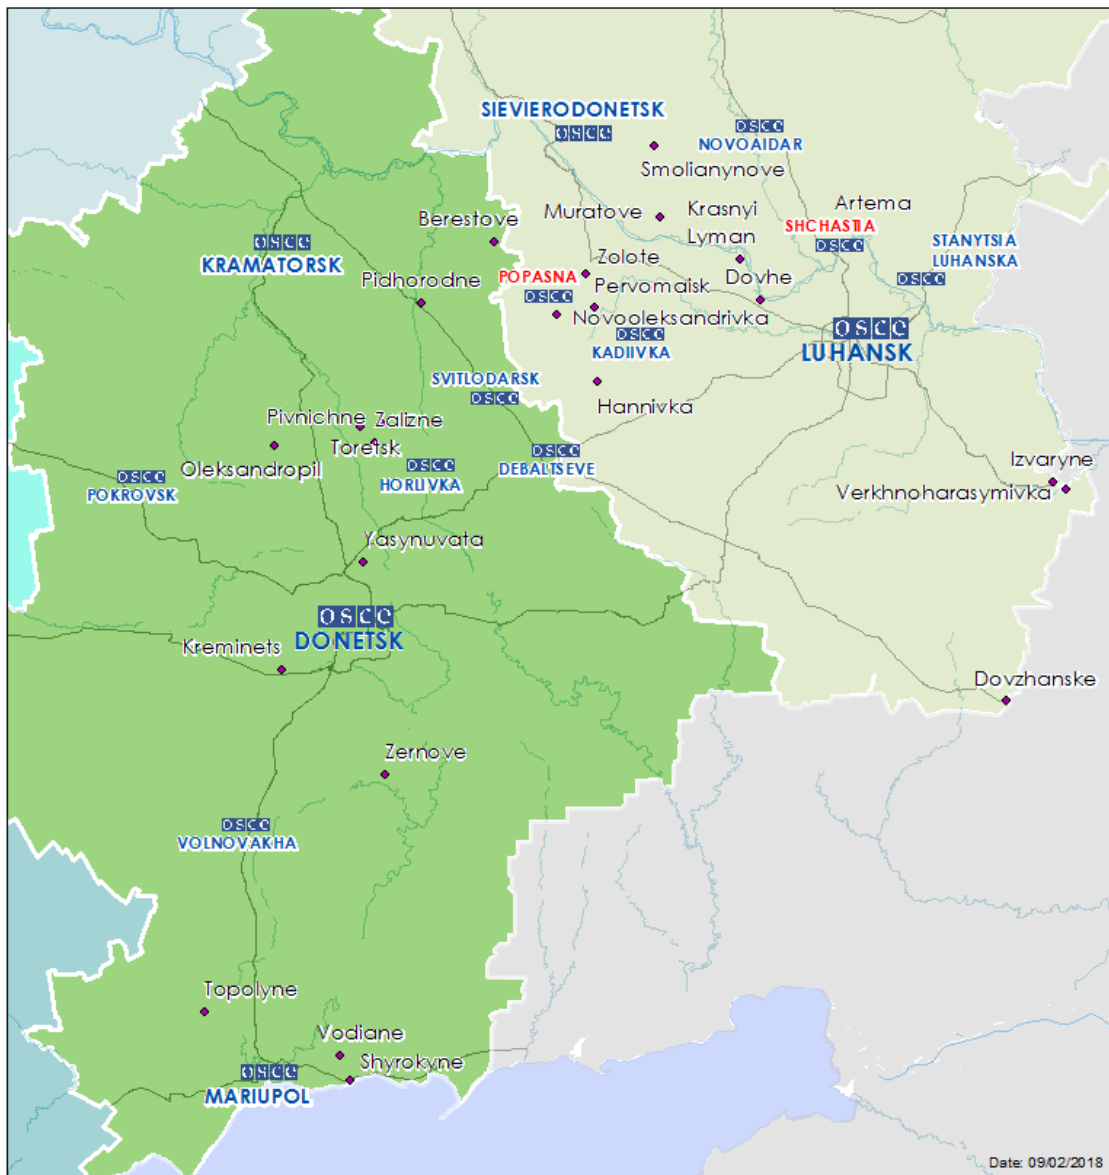 SIEVIERODONETSK
OSCE
OSCE
NOVOAIDAR
Smolianynove
Berestove
Muratove
Krasnyi
Lyman
Artema
SHCHASTIA
OSCE
STANYTSIA
LUHANSKA
OSCE
OSCE
KRAMATORSK
Zolote
Dovhe
POPASNA
OSCE
Pidhorodne
Pervomaisk
Novooleksandrivka
OSCE
KADIIVKA
OSCE
LUHANSK
SVITLODARSK
OSCE
Hannivka
Pivnichne
Zalizne
Toretsk
Oleksandropil
OSCE
POKROVSK
OSCE
HORLIVKA
OSCE
DEBALTSEVE
Izvaryne
Verkhnoharasymivka
Yasynuvata
OSCE
DONETSK
Kreminets
Dovzhanske
Zernove
OSCE
VOLNOVAKHA
Topolyne
Vodiane
Shyrokyne
OSCE
MARIUPOL
Date: 09/02/2018